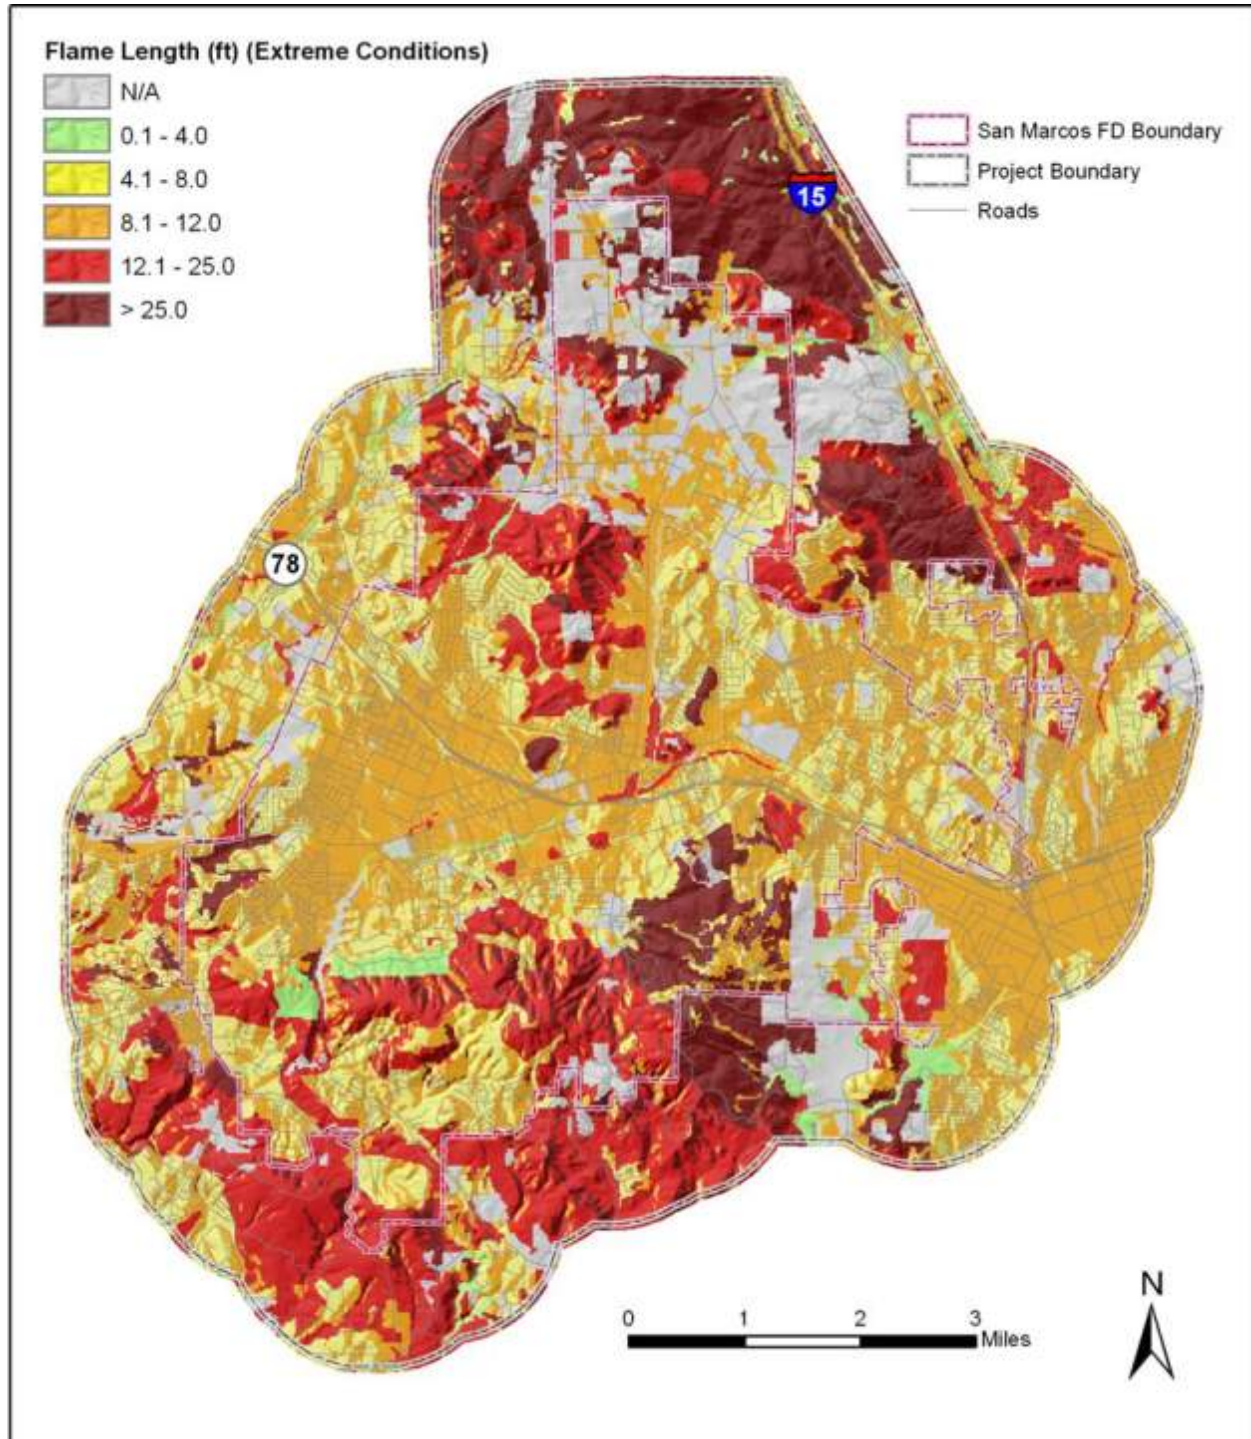 Flame Length (ft) (Extreme Conditions)
N/A
0.1 - 4.0
4.1 - 8.0
8.1 - 12.0
12.1 - 25.0
> 25.0
San Marcos FD Boundary
Project Boundary
Roads
15
78
N
0 1 2 3
Miles